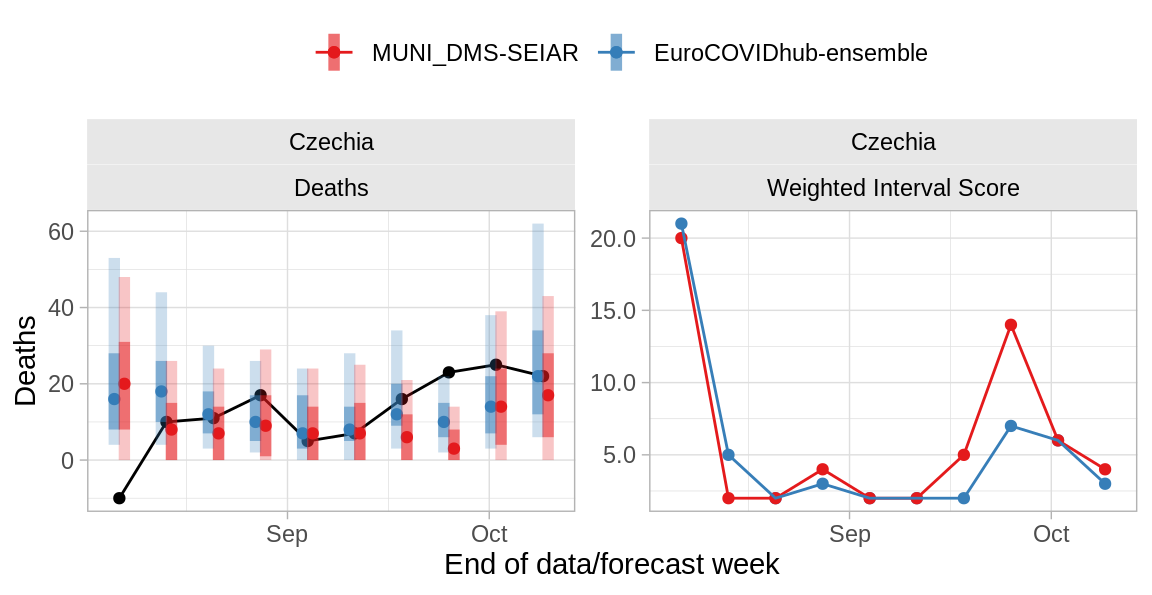 MUNI_DMS-SEIAR EuroCOVIDhub-ensemble
Czechia
Deaths
Czechia
Weighted Interval Score
Deaths
60
40
20
0
20.0
15.0
10.0
5.0
Sep Oct
Sep Oct
End of data/forecast week